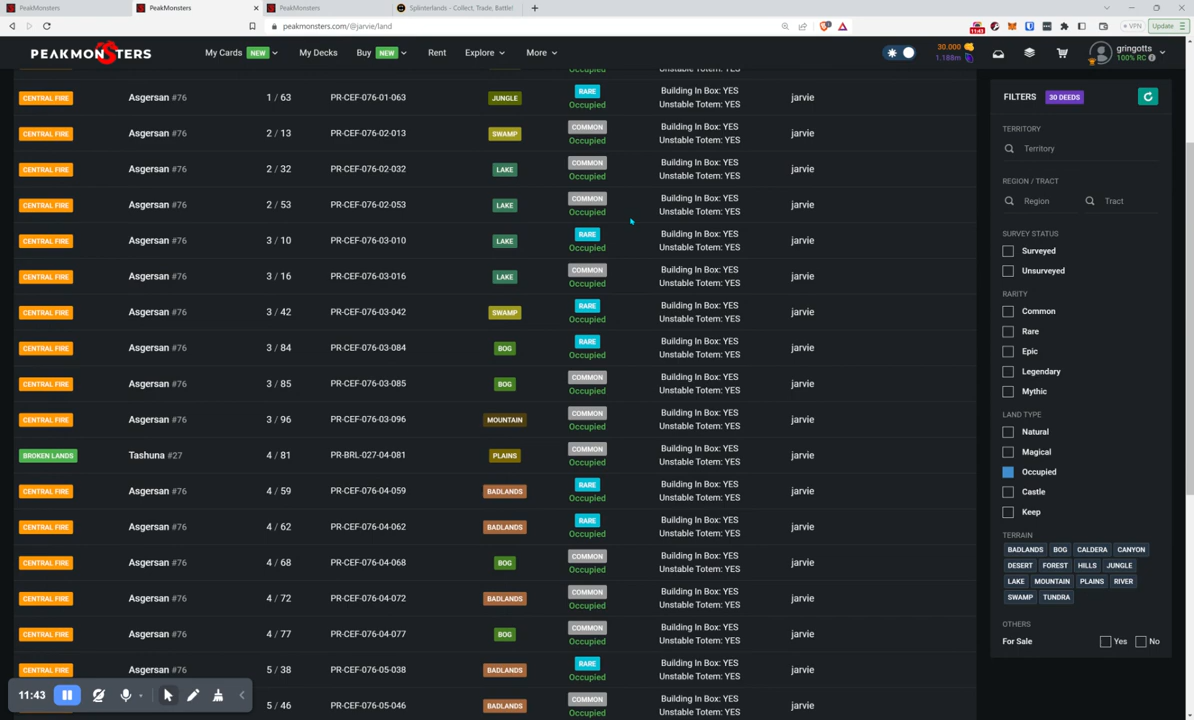 PeakMonsters
PeakMonsters
PeakMonsters
Splinterlands - Collect, Trade, Battle!
peakmonsters.com/@jarvie/land
VPN
Update
11:41
PEAKMONSTERS
My Cards NEW
My Decks
Buy NEW
Rent
Explore
More
30.000
1.188m
gringotts
100% RC
Occupied
Unstable Totem: YES
CENTRAL FIRE Asergsan #76 1 / 63 PR-CEF-076-01-063 JUNGLE RARE Building In Box: YES jarvie
Occupied Unstable Totem: YES
CENTRAL FIRE Asgersan #76 2 / 13 PR-CEF-076-02-013 SWAMP COMMON Building In Box: YES jarvie
Occupied Unstable Totem: YES
CENTRAL FIRE Asgersan #76 2 / 32 PR-CEF-076-02-032 LAKE COMMON Building In Box: YES jarvie
Occupied Unstable Totem: YES
CENTRAL FIRE Asgersan #76 2 / 53 PR-CEF-076-02-053 LAKE COMMON Building In Box: YES jarvie
Occupied Unstable Totem: YES
CENTRAL FIRE Asgersan #76 3 / 10 PR-CEF-076-03-010 LAKE RARE Building In Box: YES jarvie
Occupied Unstable Totem: YES
CENTRAL FIRE Asgersan #76 3 / 16 PR-CEF-076-03-016 LAKE COMMON Building In Box: YES jarvie
Occupied Unstable Totem: YES
CENTRAL FIRE Asgersan #76 3 / 42 PR-CEF-076-03-042 SWAMP RARE Building In Box: YES jarvie
Occupied Unstable Totem: YES
CENTRAL FIRE Asgersan #76 3 / 84 PR-CEF-076-03-084 BOG RARE Building In Box: YES jarvie
Occupied Unstable Totem: YES
CENTRAL FIRE Asgersan #76 3 / 85 PR-CEF-076-03-085 BOG COMMON Building In Box: YES jarvie
Occupied Unstable Totem: YES
CENTRAL FIRE Asgersan #76 3 / 96 PR-CEF-076-03-096 MOUNTAIN COMMON Building In Box: YES jarvie
Occupied Unstable Totem: YES
BROKEN LANDS Tashuna #27 4 / 81 PR-BRL-027-04-081 PLAINS COMMON Building In Box: YES jarvie
Occupied Unstable Totem: YES
CENTRAL FIRE Asgersan #76 4 / 59 PR-CEF-076-04-059 BADLANDS RARE Building In Box: YES jarvie
Occupied Unstable Totem: YES
CENTRAL FIRE Asgersan #76 4 / 62 PR-CEF-076-04-062 BADLANDS RARE Building In Box: YES jarvie
Occupied Unstable Totem: YES
CENTRAL FIRE Asgersan #76 4 / 68 PR-CEF-076-04-068 BOG COMMON Building In Box: YES jarvie
Occupied Unstable Totem: YES
CENTRAL FIRE Asgersan #76 4 / 72 PR-CEF-076-04-072 BADLANDS COMMON Building In Box: YES jarvie
Occupied Unstable Totem: YES
CENTRAL FIRE Asgersan #76 4 / 77 PR-CEF-076-04-077 BOG COMMON Building In Box: YES jarvie
Occupied Unstable Totem: YES
CENTRAL FIRE Asgersan #76 5 / 38 PR-CEF-076-05-038 BADLANDS RARE Building In Box: YES jarvie
Occupied Unstable Totem: YES
5 / 46 PR-CEF-076-05-046 BADLANDS COMMON Building In Box: YES jarvie
Occupied Unstable Totem: YES
11:43
FILTERS 30 DEEDS
TERRITORY
Territory
REGION / TRACT
Region Tract
SURVEY STATUS
Surveyed
Unsurveyed
RARITY
Common
Rare
Epic
Legendary
Mythic
LAND TYPE
Natural
Magical
Occupied
Castle
Keep
TERRAIN
BADLANDS BOG CALDERA CANYON
DESERT FOREST HILLS JUNGLE
LAKE MOUNTAIN PLAINS RIVER
SWAMP TUNDRA
OTHERS
For Sale Yes No